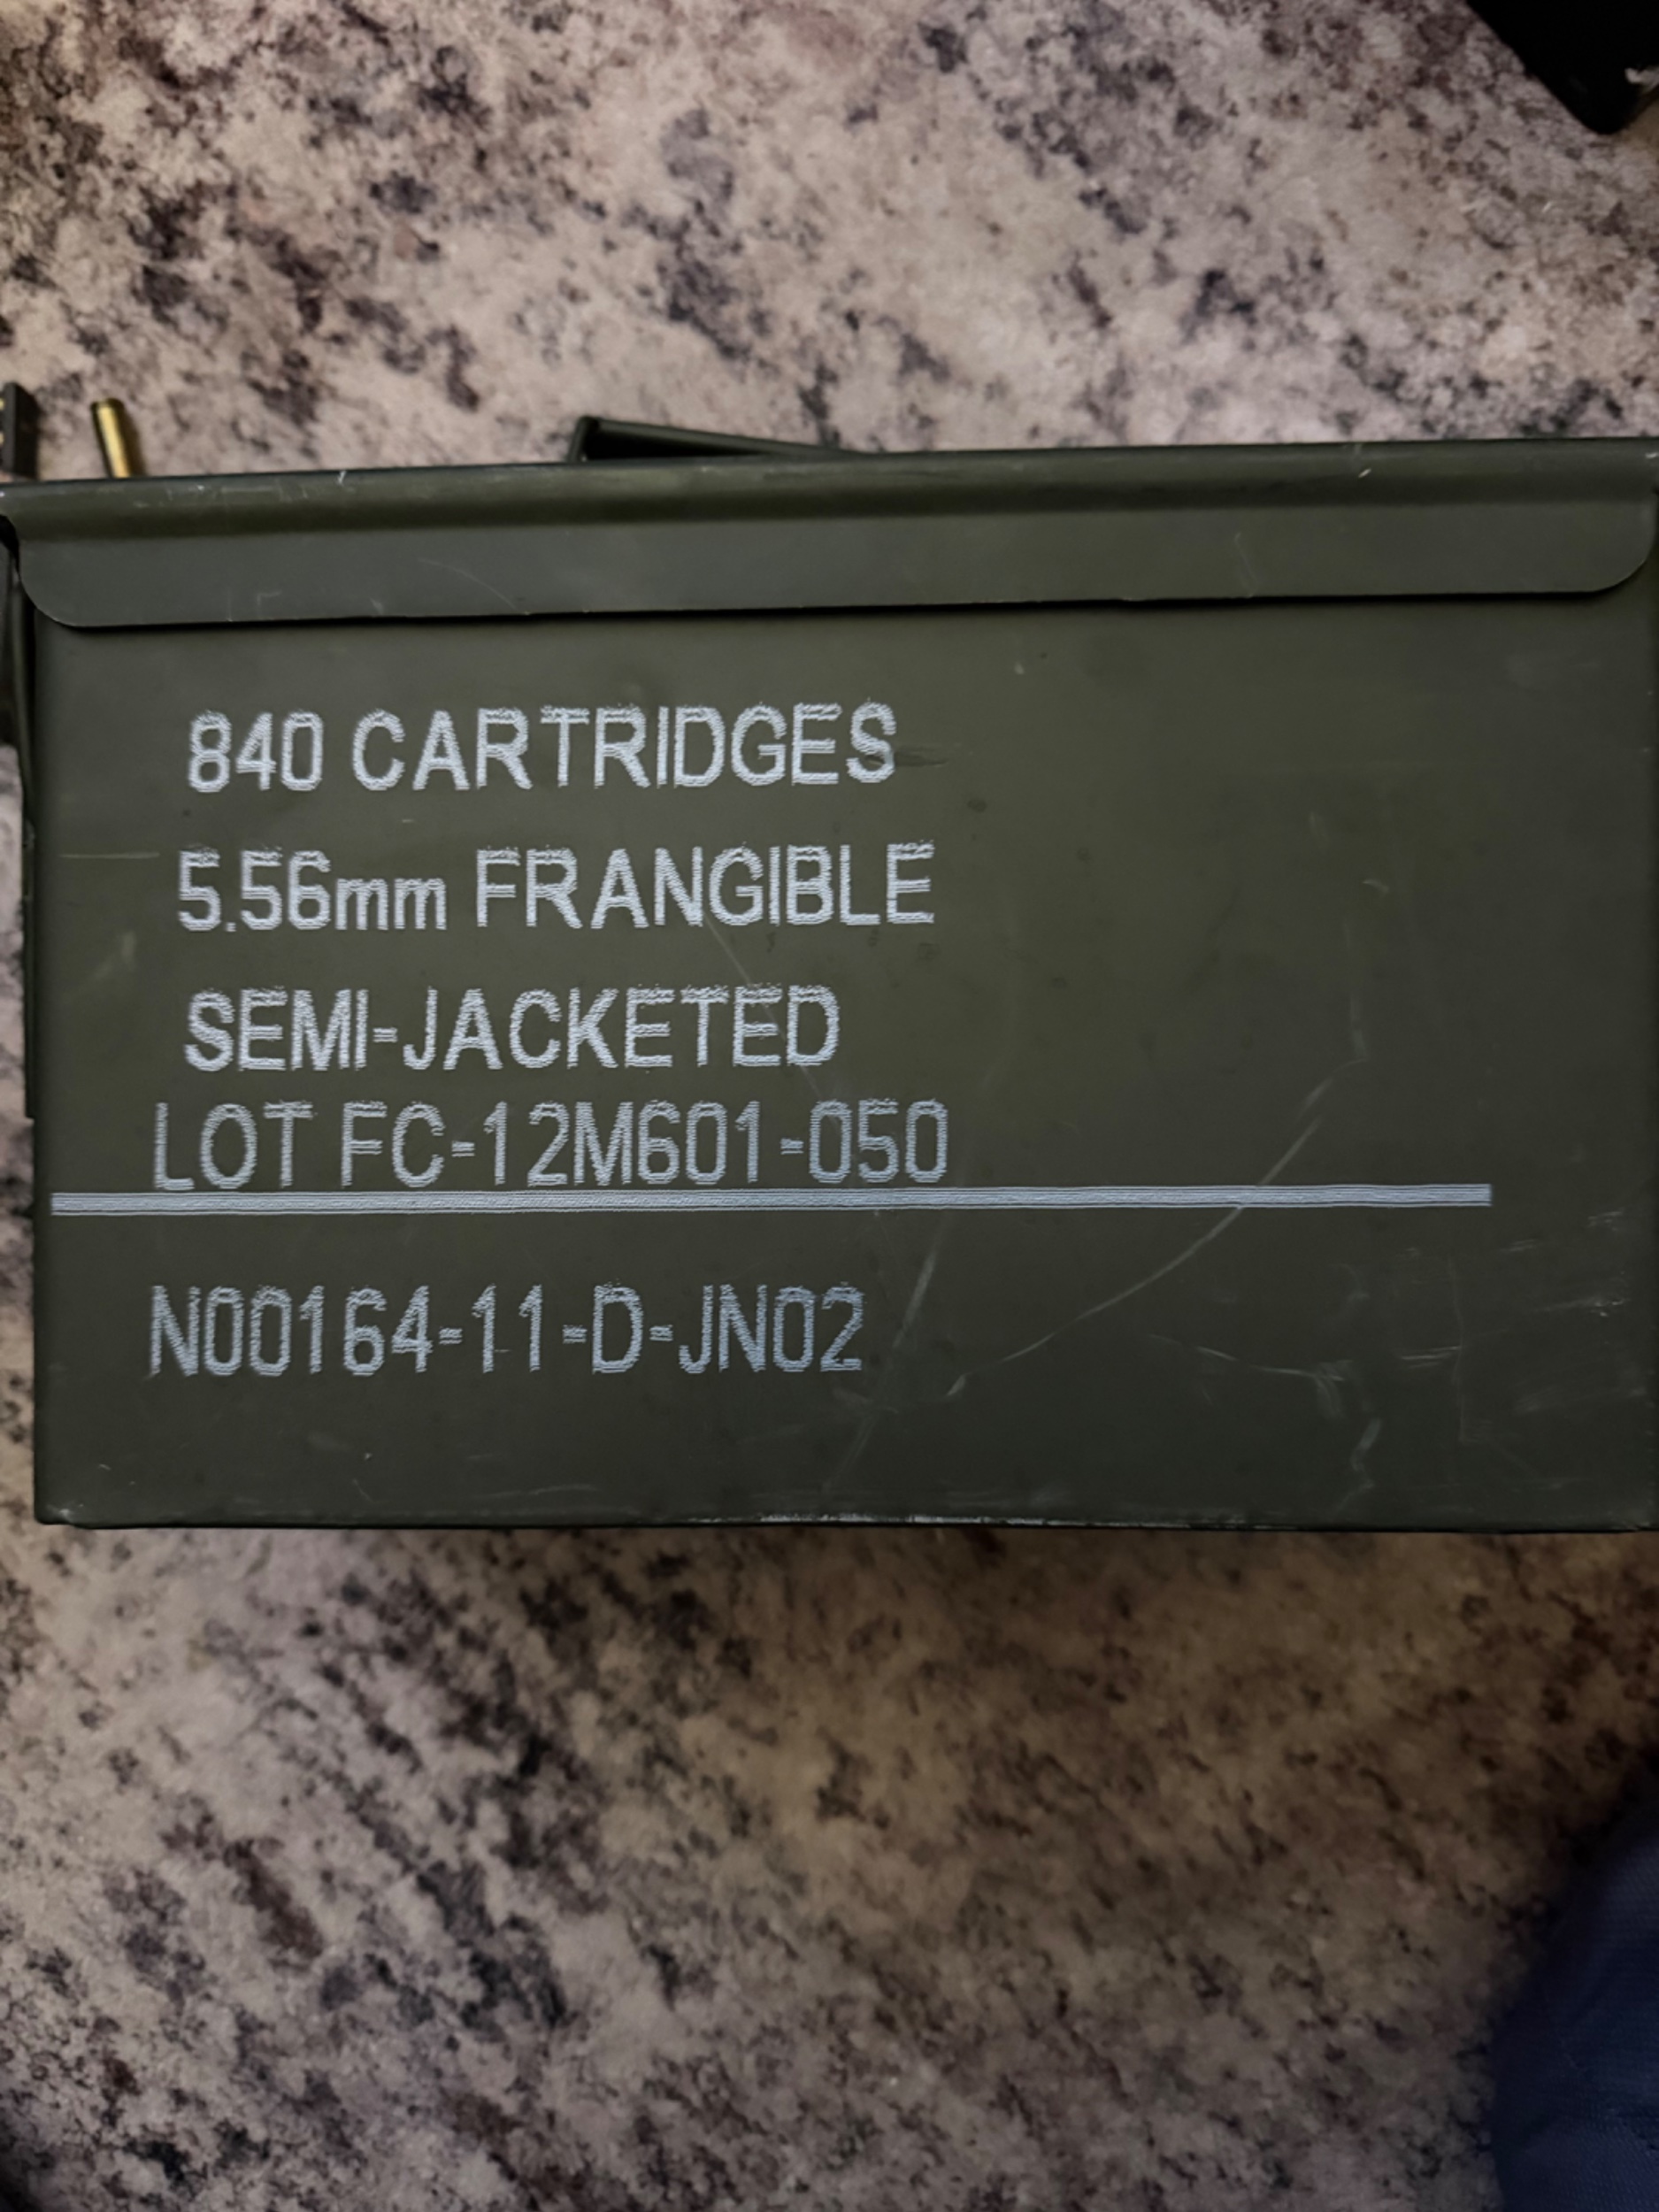 840 CARTRIDGES
5.56mm FRANGIBLE
SEMI-JACKETED
LOT FC-12M601-050
N00164-11-D-JN02